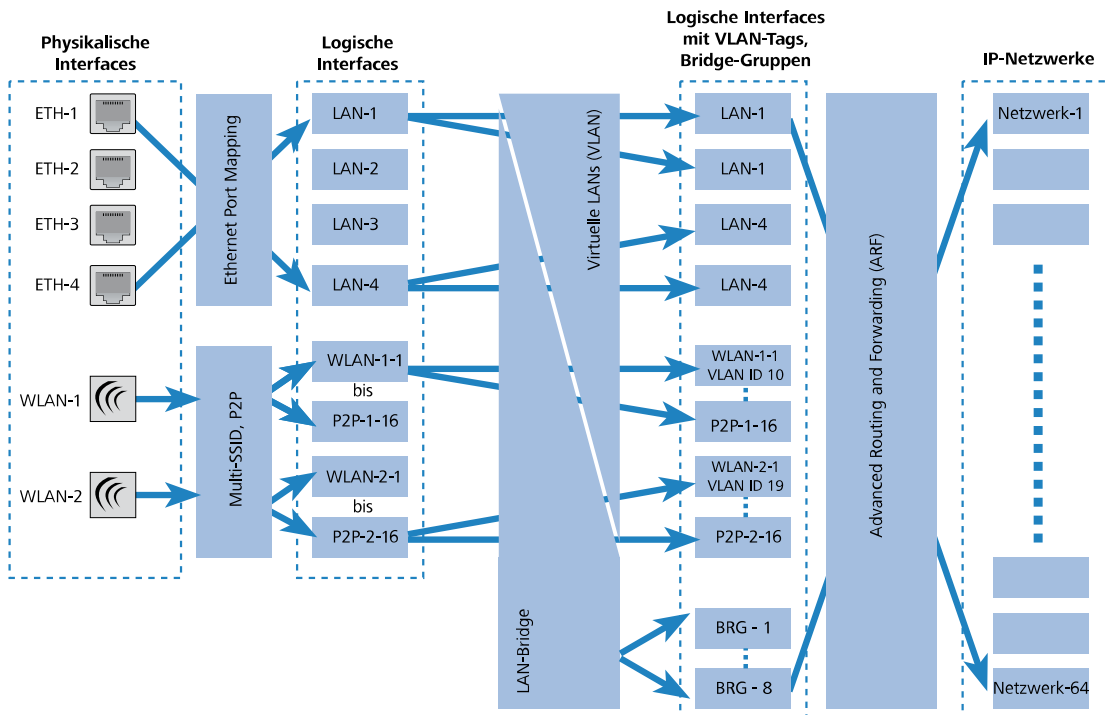 Physikalische
Interfaces
ETH-1
ETH-2
ETH-3
ETH-4
WLAN-1
WLAN-2
Ethernet Port Mapping
Multi-SSID, P2P
Logische
Interfaces
LAN-1
LAN-2
LAN-3
LAN-4
WLAN-1-1
bis
P2P-1-16
WLAN-2-1
bis
P2P-2-16
LAN-Bridge
Virtuelle LANs (VLAN)
Logische Interfaces
mit VLAN-Tags,
Bridge-Gruppen
LAN-1
LAN-1
LAN-4
LAN-4
WLAN-1-1
VLAN ID 10
P2P-1-16
WLAN-2-1
VLAN ID 19
P2P-2-16
BRG - 1
BRG - 8
Advanced Routing and Forwarding (ARF)
IP-Netzwerke
Netzwerk-1
Netzwerk-64